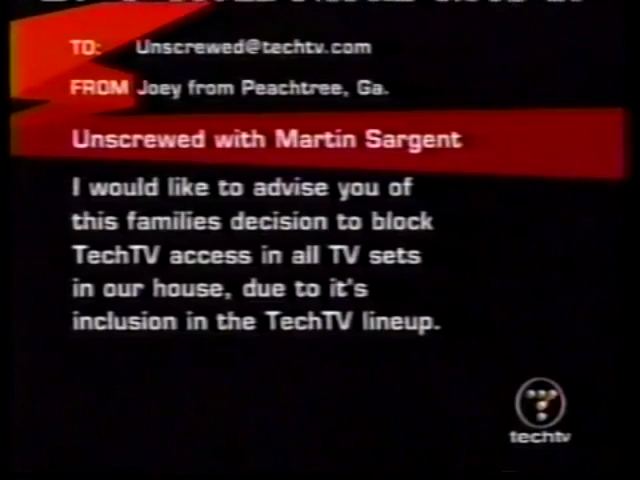 TO: Unscrewed@techtv.com
FROM Joey from Peachtree, Ga.
Unscrewed with Martin Sargent
I would like to advise you of
this families decision to block
TechTV access in all TV sets
in our house, due to it's
inclusion in the TechTV lineup.
techtv